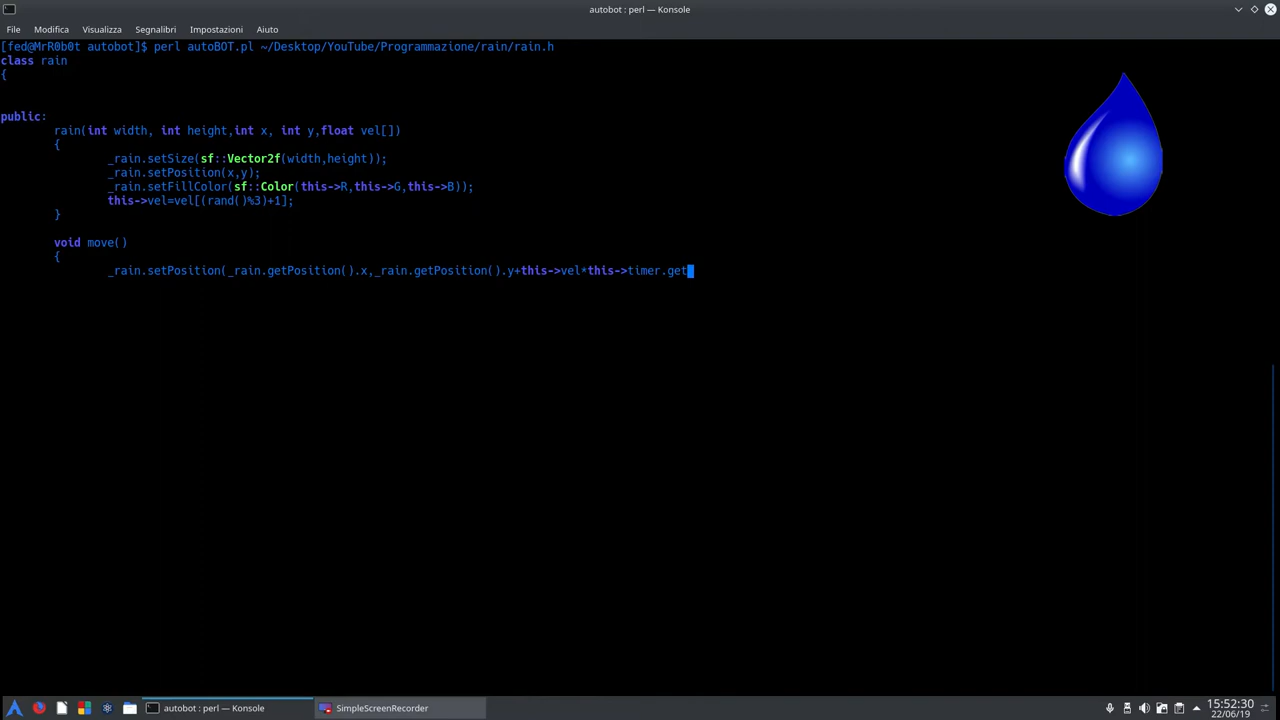 autobot : perl — Konsole
File Modifica Visualizza Segnalibri Impostazioni Aiuto
[fed@MrR0b0t autobot]$ perl autoBOT.pl ~/Desktop/YouTube/Programmazione/rain/rain.h
class rain
{
public:
rain(int width, int height,int x, int y,float vel[])
{
_rain.setSize(sf::Vector2f(width,height));
_rain.setPosition(x,y);
_rain.setFillColor(sf::Color(this->R,this->G,this->B));
this->vel=vel[(rand()%3)+1];
}
void move()
{
_rain.setPosition(_rain.getPosition().x,_rain.getPosition().y+this->vel*this->timer.get
autobot : perl — Konsole
SimpleScreenRecorder
15:52:30
22/06/19